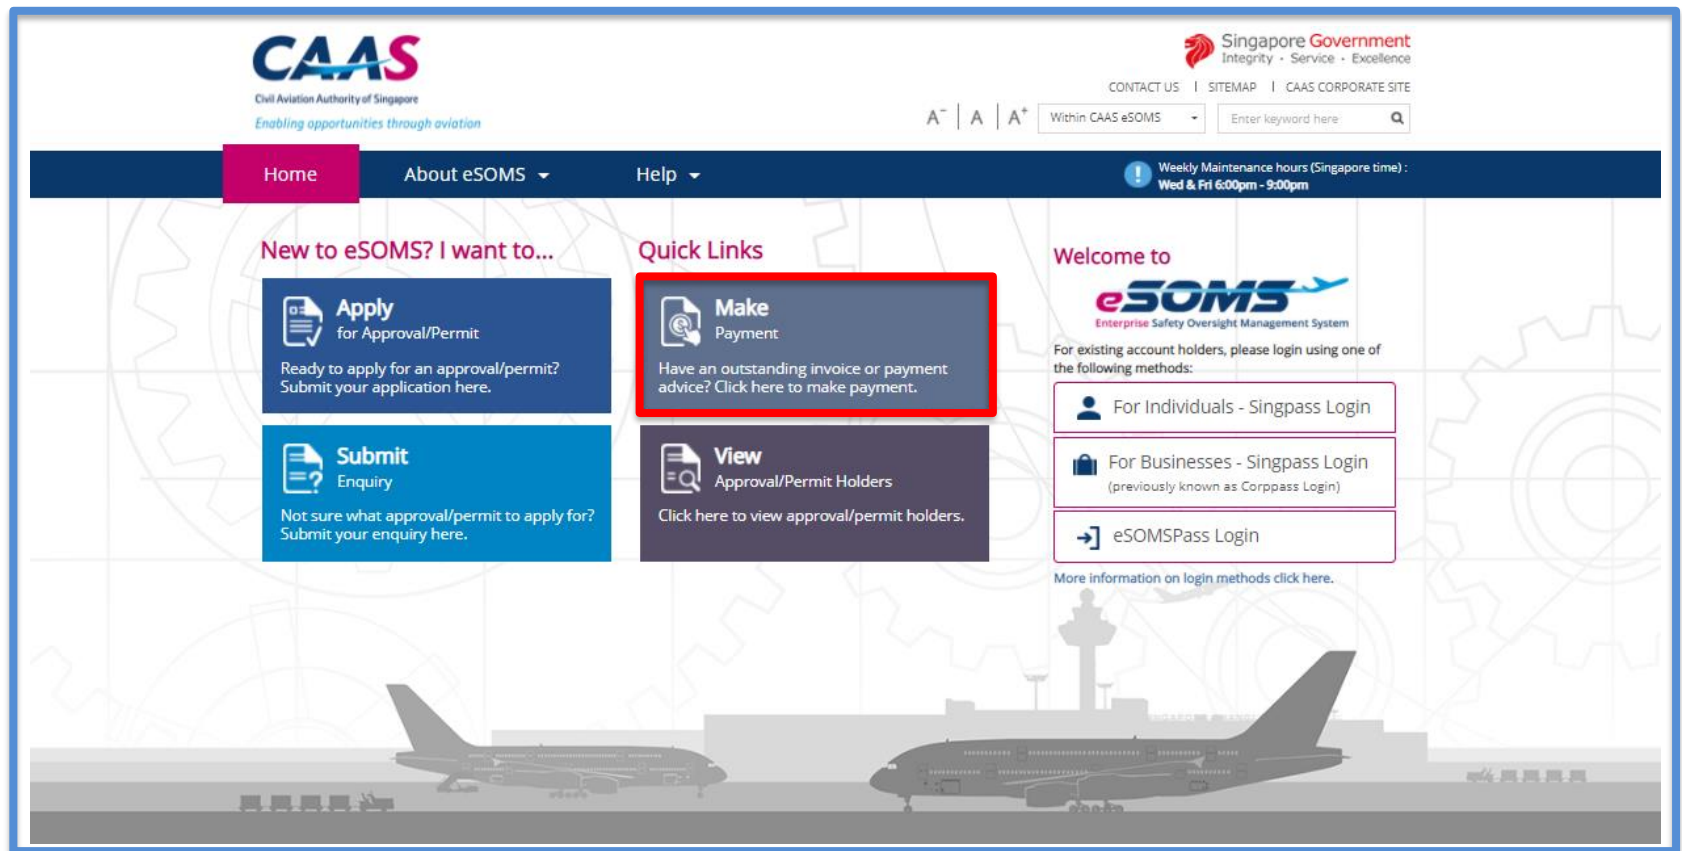 CAAS
Civil Aviation Authority of Singapore
Enabling opportunities through aviation
Singapore Government
Integrity · Service · Excellence
CONTACT US | SITEMAP | CAAS CORPORATE SITE
A- | A | A+ Within CAAS eSOMS Enter keyword here
Home About eSOMS Help
Weekly Maintenance hours (Singapore time) :
Wed & Fri 6:00pm - 9:00pm
New to eSOMS? I want to...
Apply
for Approval/Permit
Ready to apply for an approval/permit?
Submit your application here.
Submit
Enquiry
Not sure what approval/permit to apply for?
Submit your enquiry here.
Quick Links
Make
Payment
Have an outstanding invoice or payment
advice? Click here to make payment.
View
Approval/Permit Holders
Click here to view approval/permit holders.
Welcome to
eSOMS
Enterprise Safety Oversight Management System
For existing account holders, please login using one of
the following methods:
For Individuals - Singpass Login
For Businesses - Singpass Login
(previously known as Corppass Login)
eSOMSPass Login
More information on login methods click here.